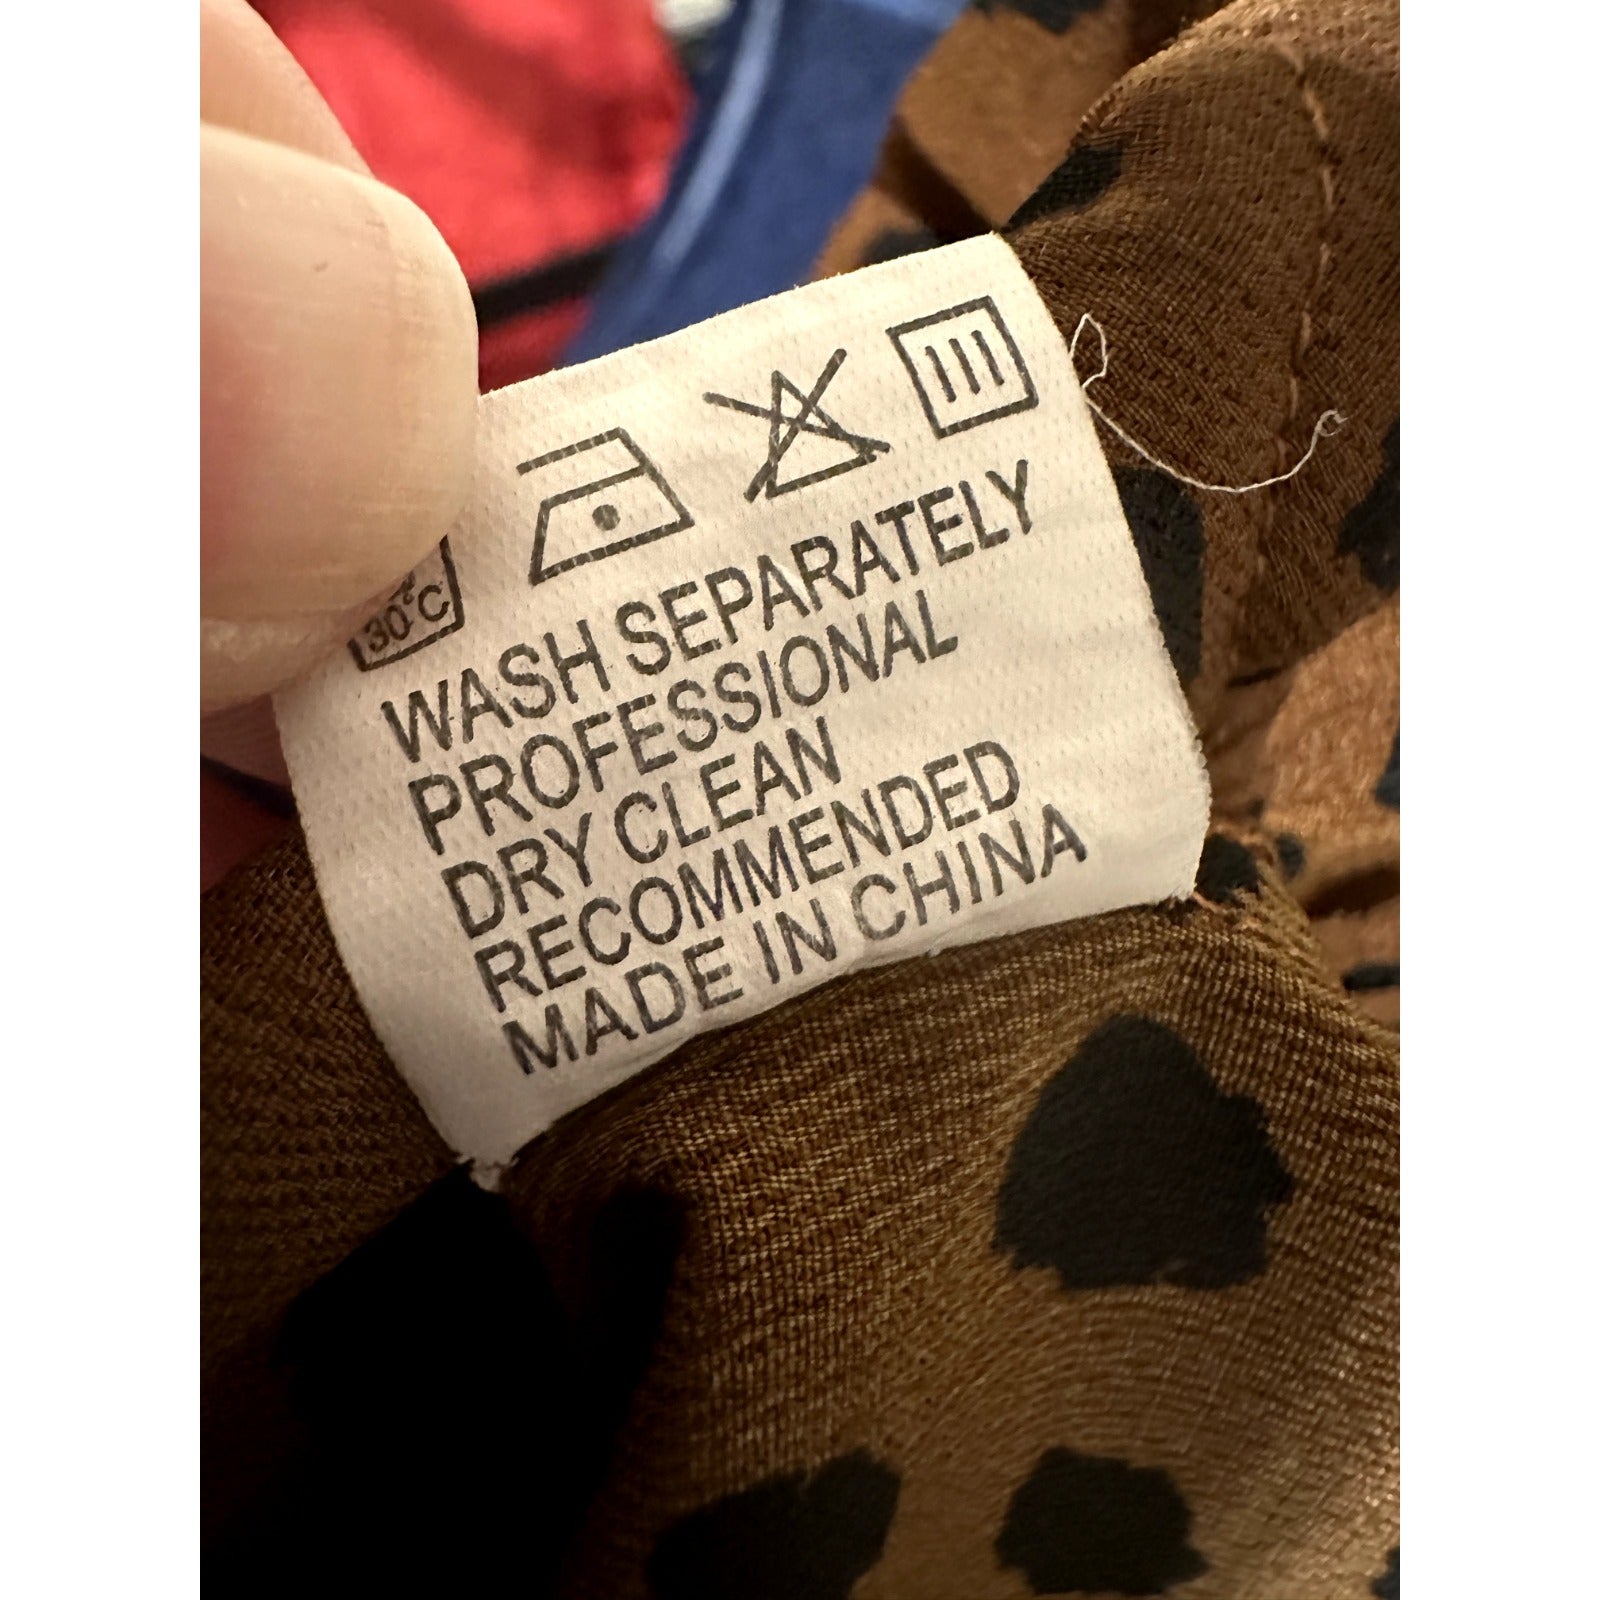 30°C
WASH SEPARATELY
PROFESSIONAL
DRY CLEAN
RECOMMENDED
MADE IN CHINA